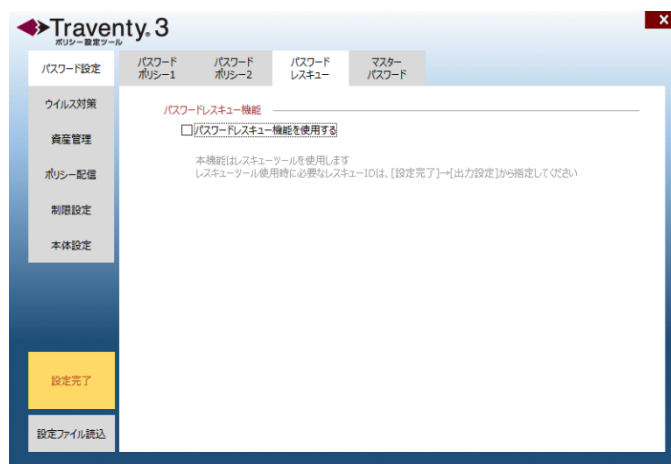 Traventy® 3
ポリシー設定ツール
X
パスワード設定
パスワード
ポリシー1
パスワード
ポリシー2
パスワード
レスキュー
マスター
パスワード
ウイルス対策
資産管理
ポリシー配信
制限設定
本体設定
パスワードレスキュー機能
パスワードレスキュー機能を使用する
本機能はレスキューツールを使用します
レスキューツール使用時に必要なレスキューIDは、[設定完了]→[出力設定]から指定してください
設定完了
設定ファイル読込